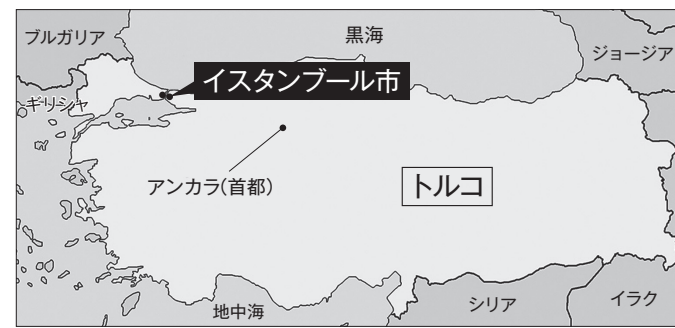 ブルガリア
黒海
ジョージア
イスタンブール市
ギリシャ
アンカラ(首都)
トルコ
地中海
シリア
イラク